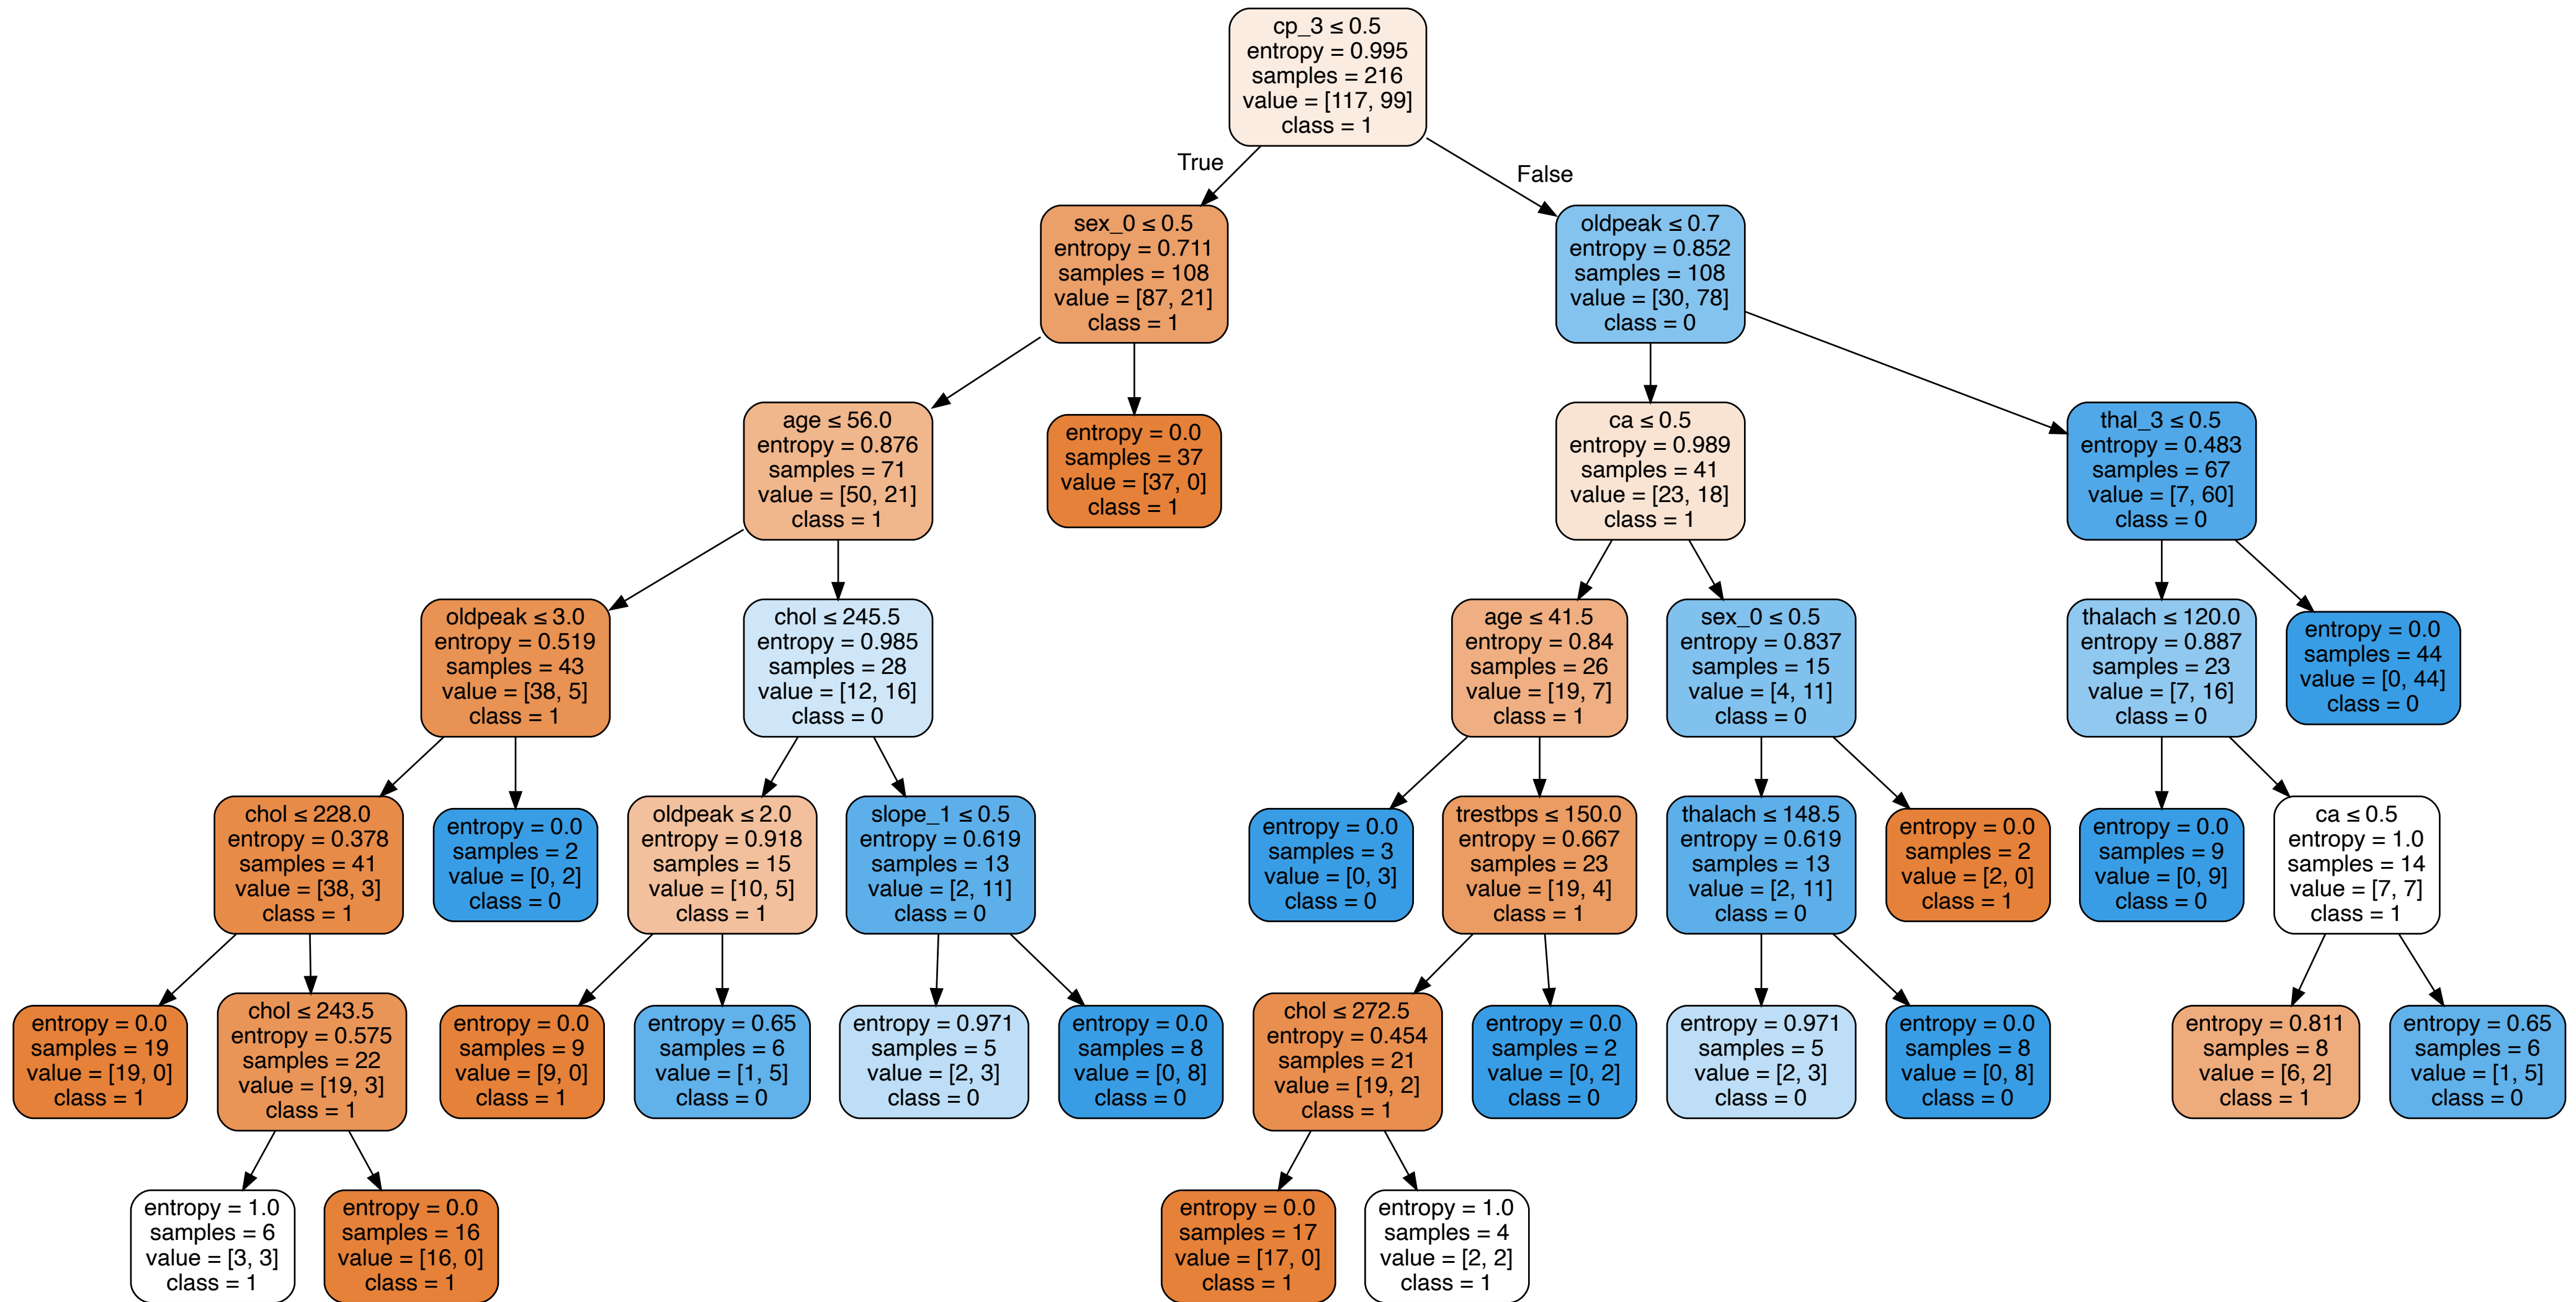 cp_3 ≤ 0.5
entropy = 0.995
samples = 216
value = [117, 99]
class = 1
True
False
sex_0 ≤ 0.5
entropy = 0.711
samples = 108
value = [87, 21]
class = 1
oldpeak ≤ 0.7
entropy = 0.852
samples = 108
value = [30, 78]
class = 0
age ≤ 56.0
entropy = 0.876
samples = 71
value = [50, 21]
class = 1
entropy = 0.0
samples = 37
value = [37, 0]
class = 1
ca ≤ 0.5
entropy = 0.989
samples = 41
value = [23, 18]
class = 1
thal_3 ≤ 0.5
entropy = 0.483
samples = 67
value = [7, 60]
class = 0
oldpeak ≤ 3.0
entropy = 0.519
samples = 43
value = [38, 5]
class = 1
chol ≤ 245.5
entropy = 0.985
samples = 28
value = [12, 16]
class = 0
age ≤ 41.5
entropy = 0.84
samples = 26
value = [19, 7]
class = 1
sex_0 ≤ 0.5
entropy = 0.837
samples = 15
value = [4, 11]
class = 0
thalach ≤ 120.0
entropy = 0.887
samples = 23
value = [7, 16]
class = 0
entropy = 0.0
samples = 44
value = [0, 44]
class = 0
chol ≤ 228.0
entropy = 0.378
samples = 41
value = [38, 3]
class = 1
entropy = 0.0
samples = 2
value = [0, 2]
class = 0
oldpeak ≤ 2.0
entropy = 0.918
samples = 15
value = [10, 5]
class = 1
slope_1 ≤ 0.5
entropy = 0.619
samples = 13
value = [2, 11]
class = 0
entropy = 0.0
samples = 3
value = [0, 3]
class = 0
trestbps ≤ 150.0
entropy = 0.667
samples = 23
value = [19, 4]
class = 1
thalach ≤ 148.5
entropy = 0.619
samples = 13
value = [2, 11]
class = 0
entropy = 0.0
samples = 2
value = [2, 0]
class = 1
entropy = 0.0
samples = 9
value = [0, 9]
class = 0
ca ≤ 0.5
entropy = 1.0
samples = 14
value = [7, 7]
class = 1
entropy = 0.0
samples = 19
value = [19, 0]
class = 1
chol ≤ 243.5
entropy = 0.575
samples = 22
value = [19, 3]
class = 1
entropy = 0.0
samples = 9
value = [9, 0]
class = 1
entropy = 0.65
samples = 6
value = [1, 5]
class = 0
entropy = 0.971
samples = 5
value = [2, 3]
class = 0
entropy = 0.0
samples = 8
value = [0, 8]
class = 0
chol ≤ 272.5
entropy = 0.454
samples = 21
value = [19, 2]
class = 1
entropy = 0.0
samples = 2
value = [0, 2]
class = 0
entropy = 0.971
samples = 5
value = [2, 3]
class = 0
entropy = 0.0
samples = 8
value = [0, 8]
class = 0
entropy = 0.811
samples = 8
value = [6, 2]
class = 1
entropy = 0.65
samples = 6
value = [1, 5]
class = 0
entropy = 1.0
samples = 6
value = [3, 3]
class = 1
entropy = 0.0
samples = 16
value = [16, 0]
class = 1
entropy = 0.0
samples = 17
value = [17, 0]
class = 1
entropy = 1.0
samples = 4
value = [2, 2]
class = 1